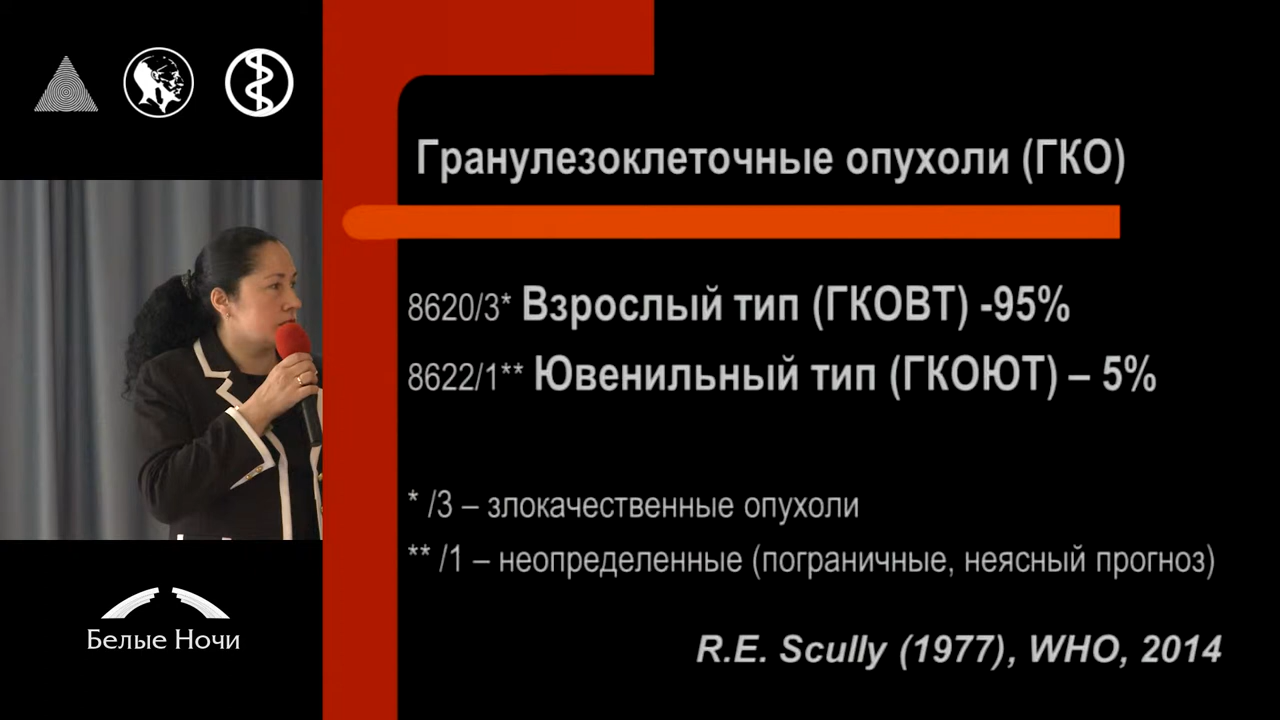 Гранулезоклеточные опухоли (ГКО)
8620/3* Взрослый тип (ГКОВТ) -95%
8622/1** Ювенильный тип (ГКОЮТ) – 5%
* /3 – злокачественные опухоли
** /1 – неопределенные (пограничные, неясный прогноз)
R.E. Scully (1977), WHO, 2014
Белые Ночи